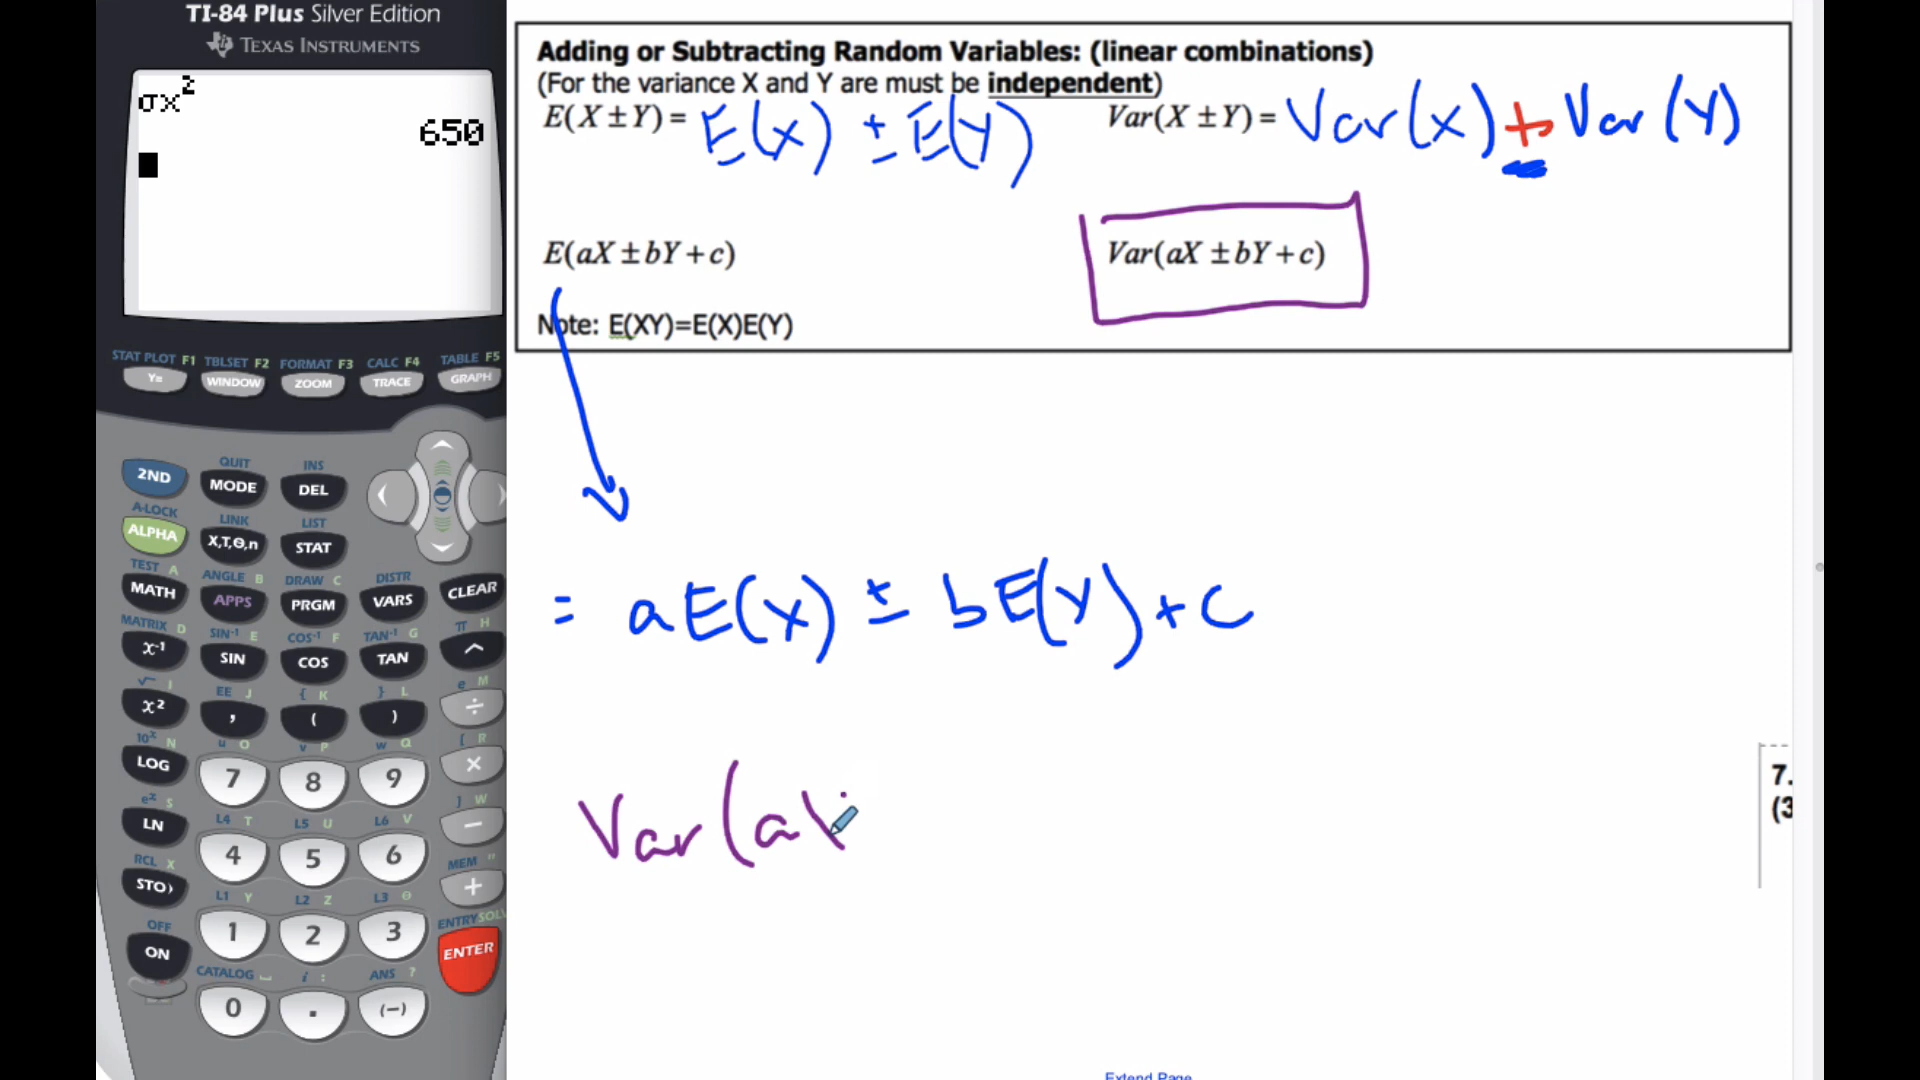 TI-84 Plus Silver Edition
TEXAS INSTRUMENTS
σx²
650
STAT PLOT F1 TBLSET F2 FORMAT F3 CALC F4 TABLE F5
Y= WINDOW ZOOM TRACE GRAPH
QUIT INS
2ND MODE DEL
A-LOCK LINK LIST
ALPHA X,T,Θ,n STAT
TEST A ANGLE B DRAW C DISTR
MATH APPS PRGM VARS CLEAR
MATRIX D SIN⁻¹ E COS⁻¹ F TAN⁻¹ G π H
x⁻¹ SIN COS TAN ^
√ I EE J { K } L e M
x² , ( ) ÷
10ˣ N u O v P w Q [ R
LOG 7 8 9 ×
eˣ S L4 T L5 U L6 V ] W
LN 4 5 6 −
RCL X L1 Y L2 Z L3 θ MEM "
STO› 1 2 3 +
OFF ENTRY SOLV
ON ENTER
CATALOG i : ANS ?
0 . (−)
Adding or Subtracting Random Variables: (linear combinations)
(For the variance X and Y are must be independent)
E(X ± Y) = E(X) ± E(Y) Var(X ± Y) = Var(X) + Var(Y)
E(aX ± bY + c) Var(aX ± bY + c)
Note: E(XY)=E(X)E(Y)
= aE(X) ± bE(Y) + c
Var(a
7.
(3
Extend Page